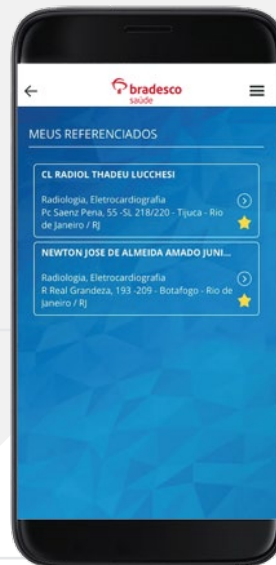 bradesco
saúde
MEUS REFERENCIADOS
CL RADIOL THADEU LUCCHESI
Radiologia, Eletrocardiografia
Pc Saenz Pena, 55 -SL 218/220 - Tijuca - Rio
de Janeiro / RJ
NEWTON JOSE DE ALMEIDA AMADO JUNI...
Radiologia, Eletrocardiografia
R Real Grandeza, 193 -209 - Botafogo - Rio de
Janeiro / RJ